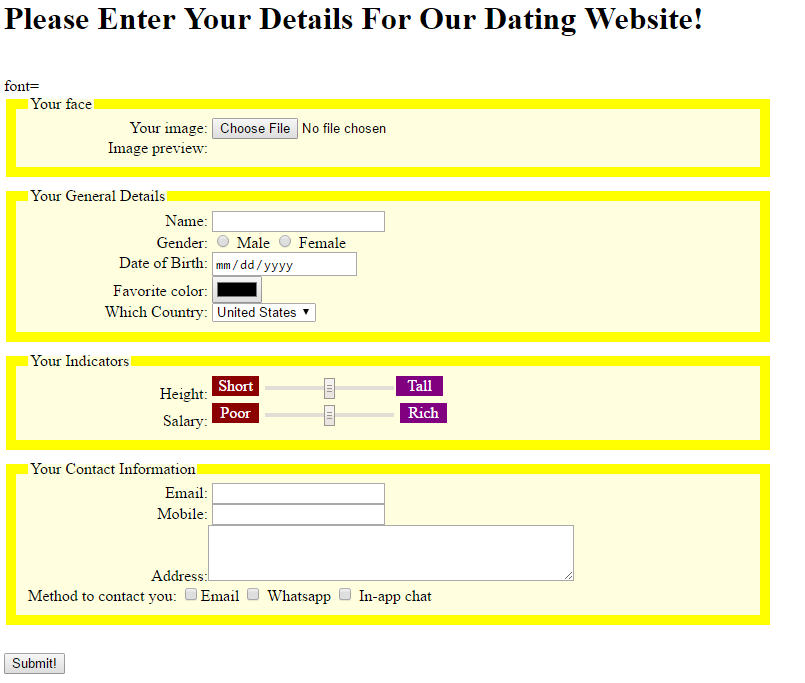 Please Enter Your Details For Our Dating Website!
font=
Your face
Your image: Choose File No file chosen
Image preview:
Your General Details
Name:
Gender: Male Female
Date of Birth: mm/dd/yyyy
Favorite color:
Which Country: United States
Your Indicators
Height: Short Tall
Salary: Poor Rich
Your Contact Information
Email:
Mobile:
Address:
Method to contact you: Email Whatsapp In-app chat
Submit!